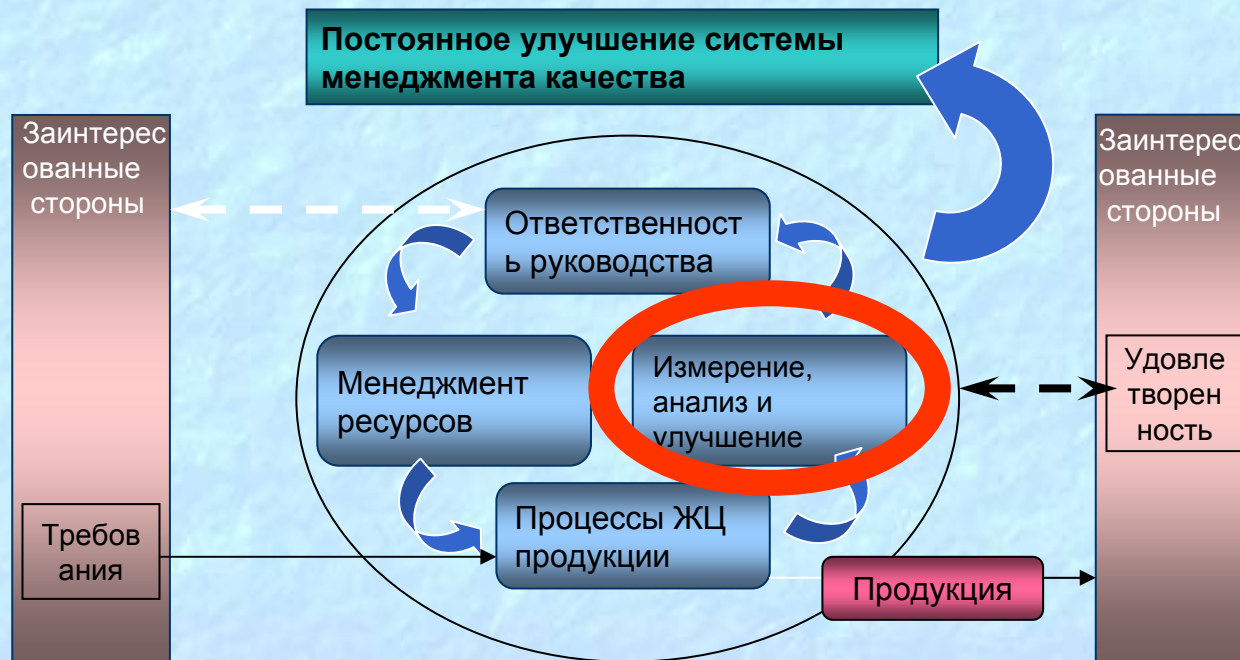 Постоянное улучшение системы
менеджмента качества
Заинтерес
ованные
стороны
Заинтерес
ованные
стороны
Ответственност
ь руководства
Менеджмент
ресурсов
Измерение,
анализ и
улучшение
Удовле
творен
ность
Процессы ЖЦ
продукции
Требов
ания
Продукция